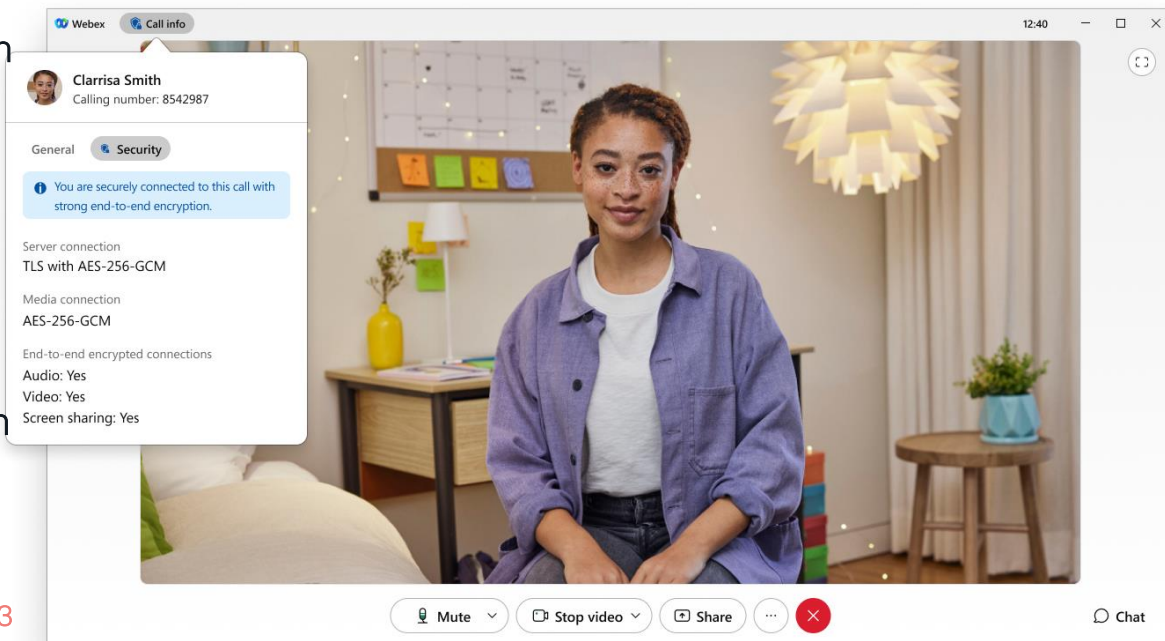 Webex
Call info
12:40
n
Clarrisa Smith
Calling number: 8542987
General
Security
You are securely connected to this call with
strong end-to-end encryption.
Server connection
TLS with AES-256-GCM
Media connection
AES-256-GCM
End-to-end encrypted connections
Audio: Yes
Video: Yes
Screen sharing: Yes
n
3
Mute
Stop video
Share
Chat